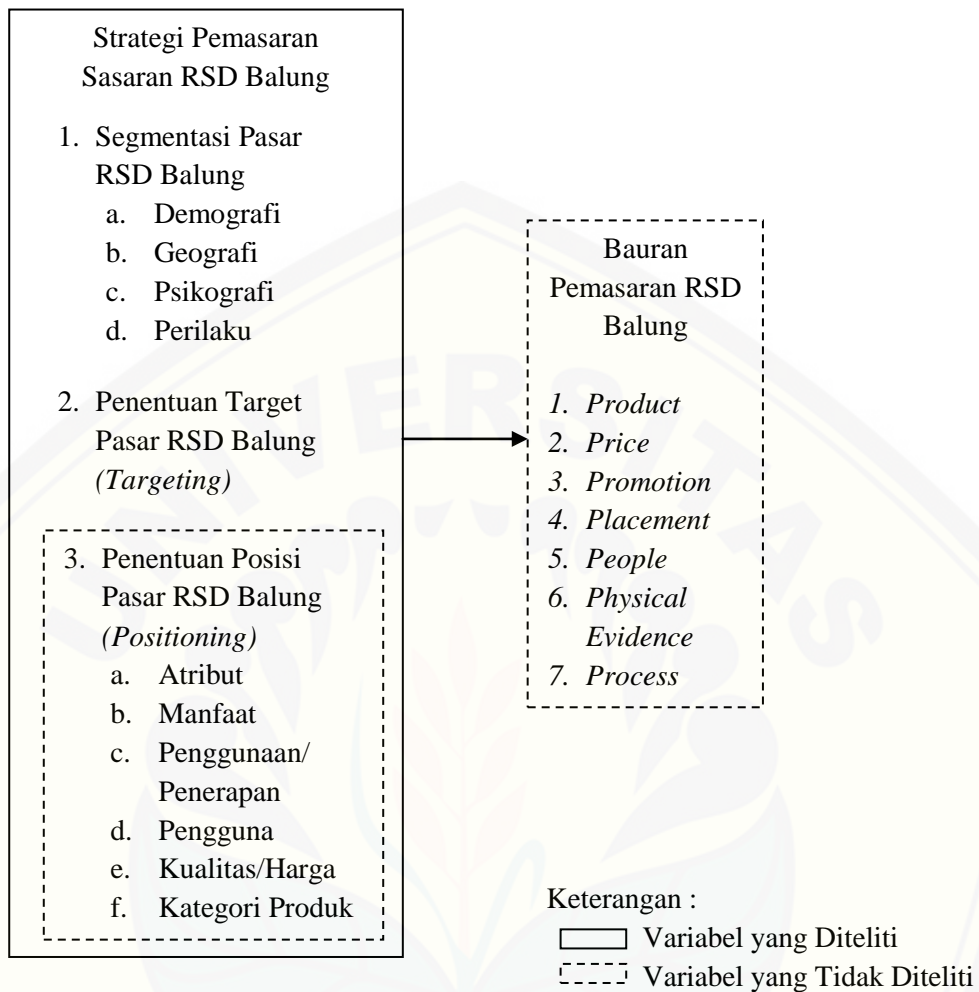 Strategi Pemasaran
Sasaran RSD Balung
1. Segmentasi Pasar
RSD Balung
a. Demografi
b. Geografi
c. Psikografi
d. Perilaku
2. Penentuan Target
Pasar RSD Balung
(Targeting)
3. Penentuan Posisi
Pasar RSD Balung
(Positioning)
a. Atribut
b. Manfaat
c. Penggunaan/
Penerapan
d. Pengguna
e. Kualitas/Harga
f. Kategori Produk
Bauran
Pemasaran RSD
Balung
1. Product
2. Price
3. Promotion
4. Placement
5. People
6. Physical
Evidence
7. Process
Keterangan :
Variabel yang Diteliti
Variabel yang Tidak Diteliti
UNIVERSITAS